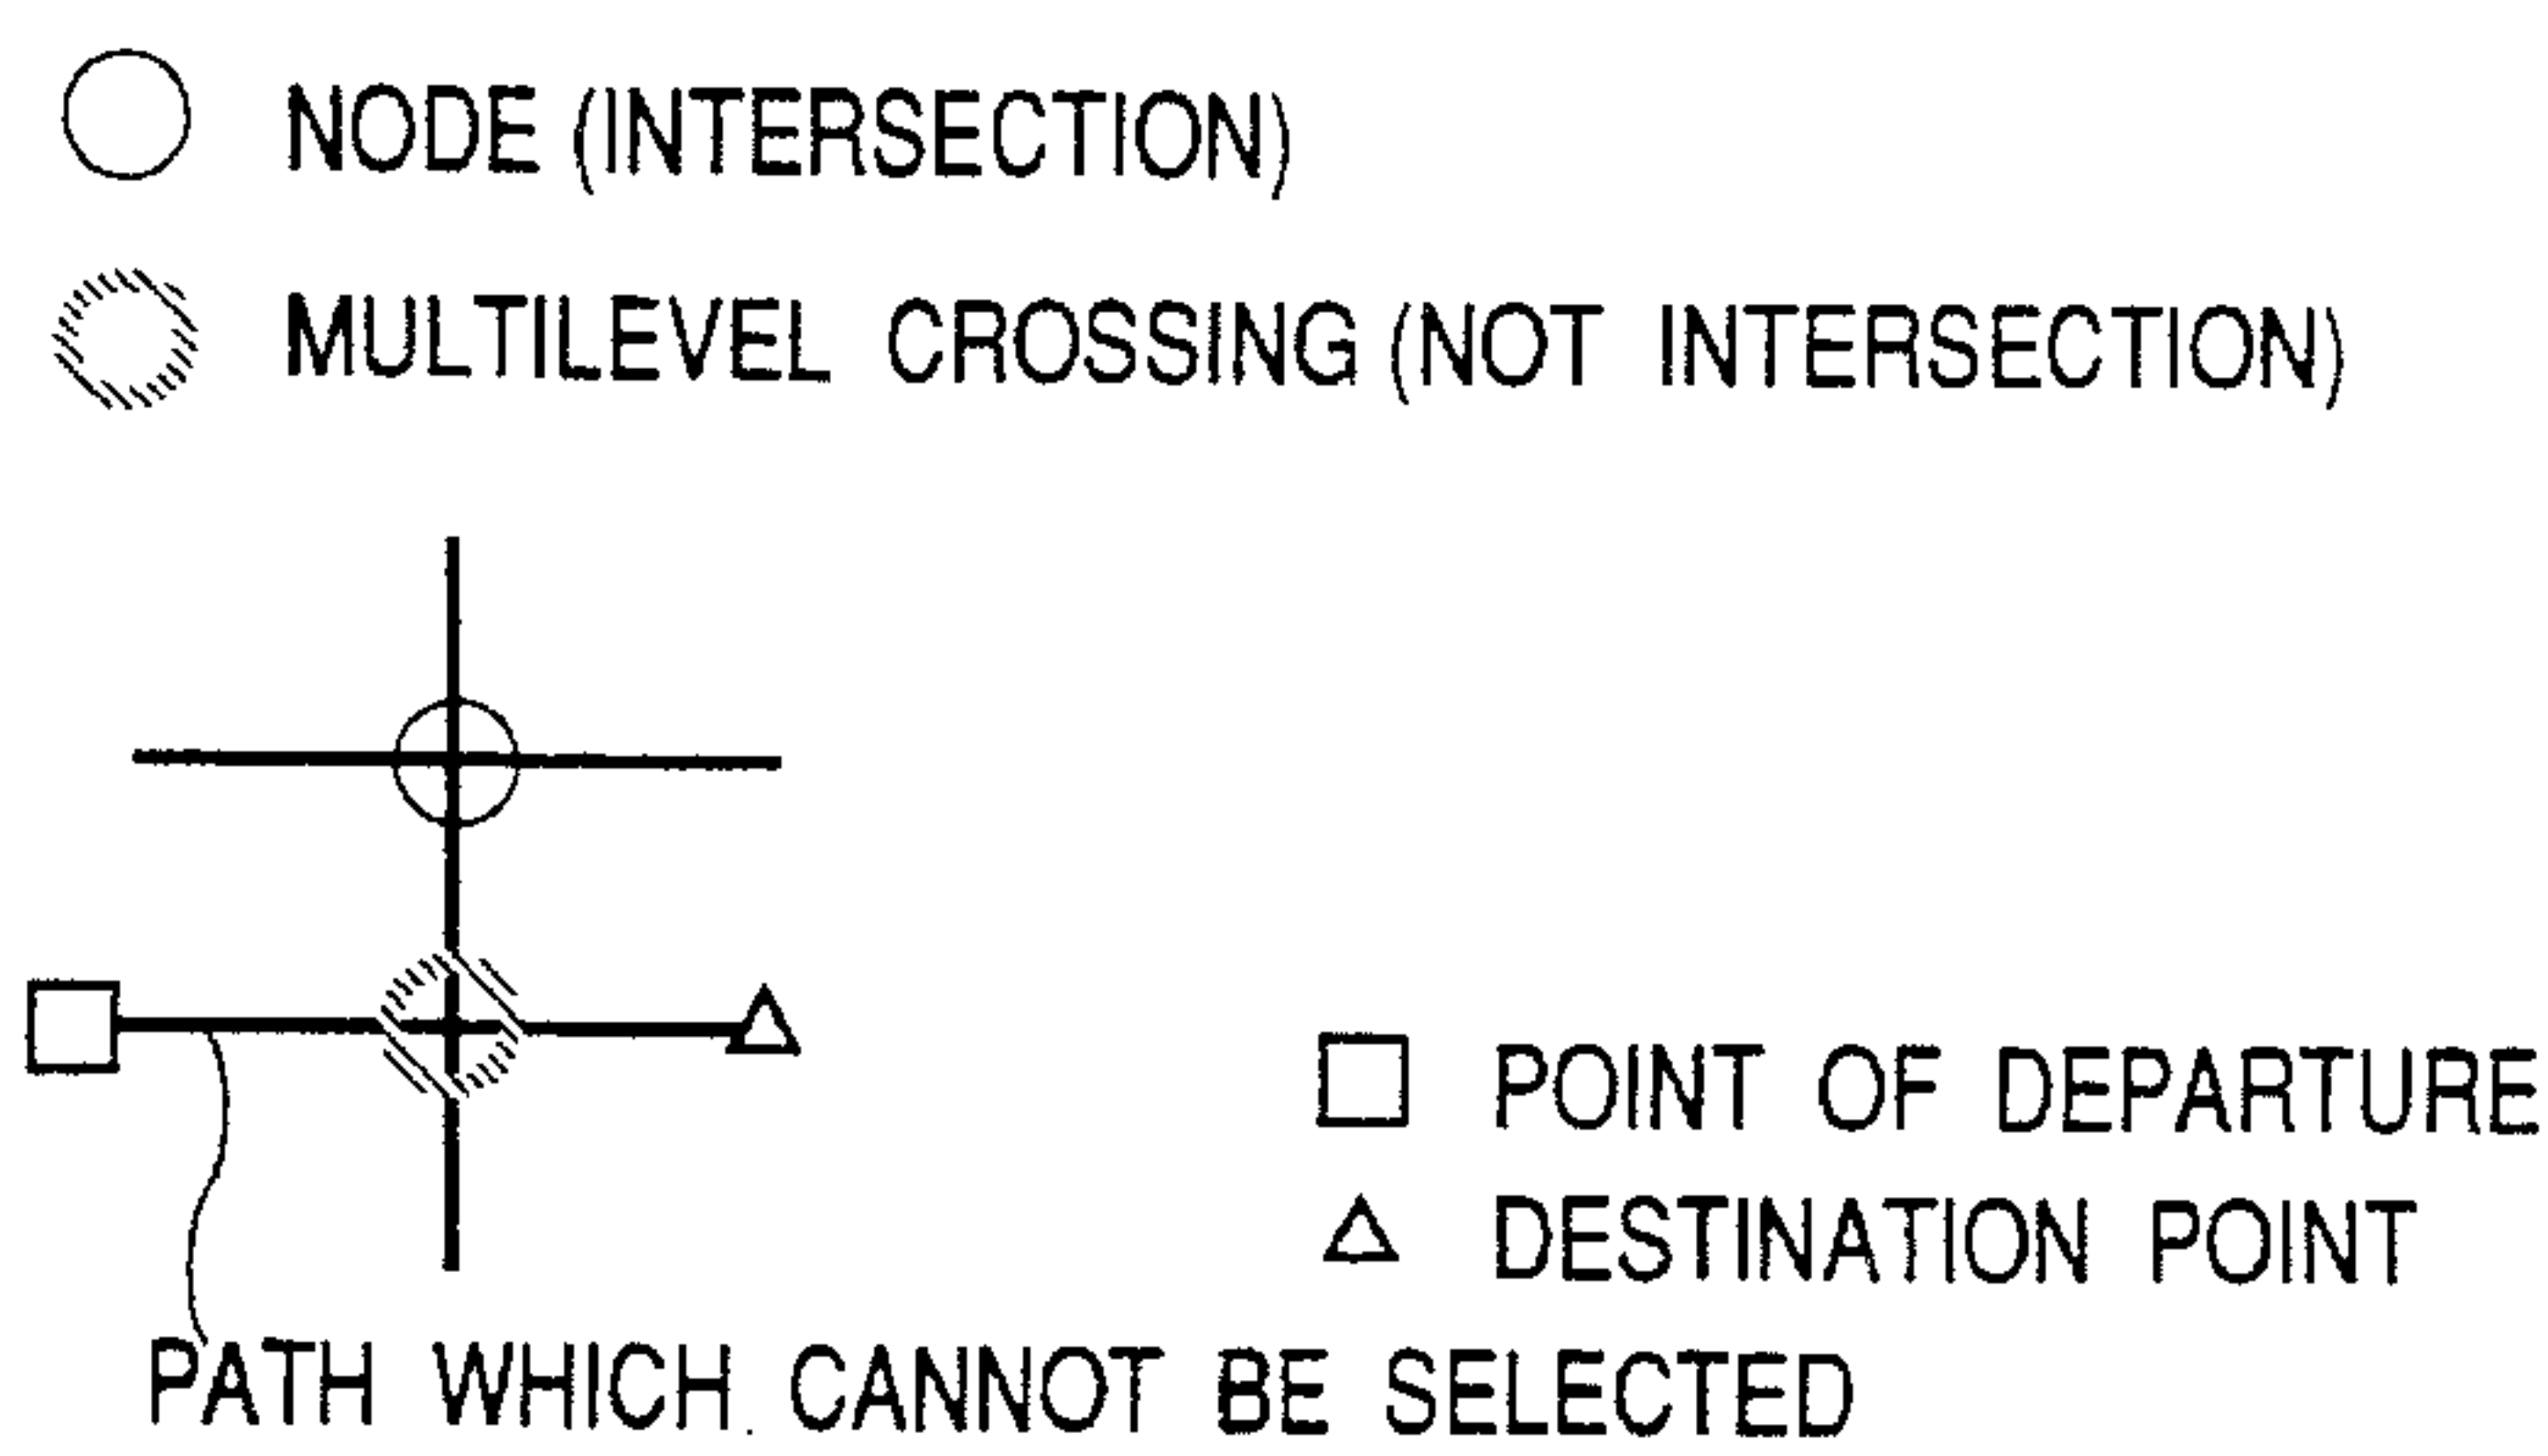 NODE (INTERSECTION)
MULTILEVEL CROSSING (NOT INTERSECTION)
POINT OF DEPARTURE
DESTINATION POINT
PATH WHICH CANNOT BE SELECTED